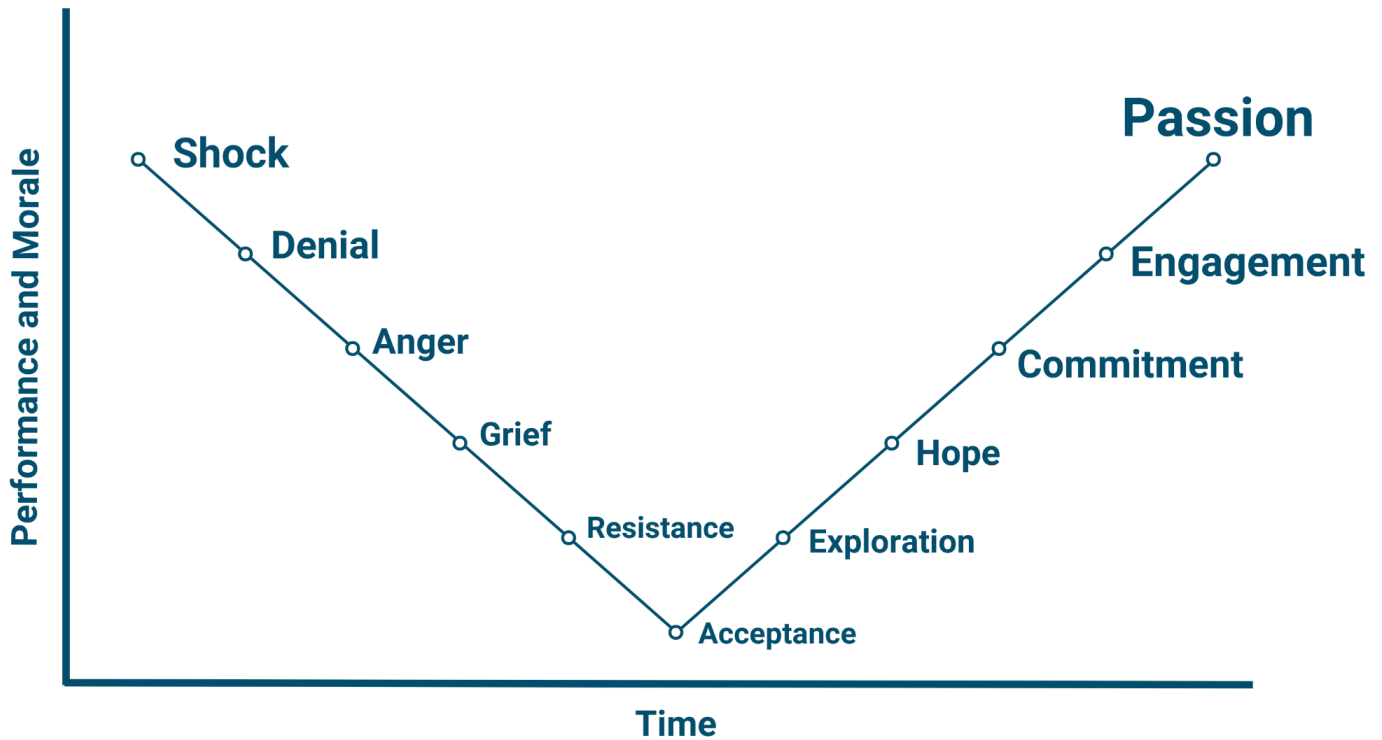 Performance and Morale
Shock
Denial
Anger
Grief
Resistance
Acceptance
Exploration
Hope
Commitment
Engagement
Passion
Time